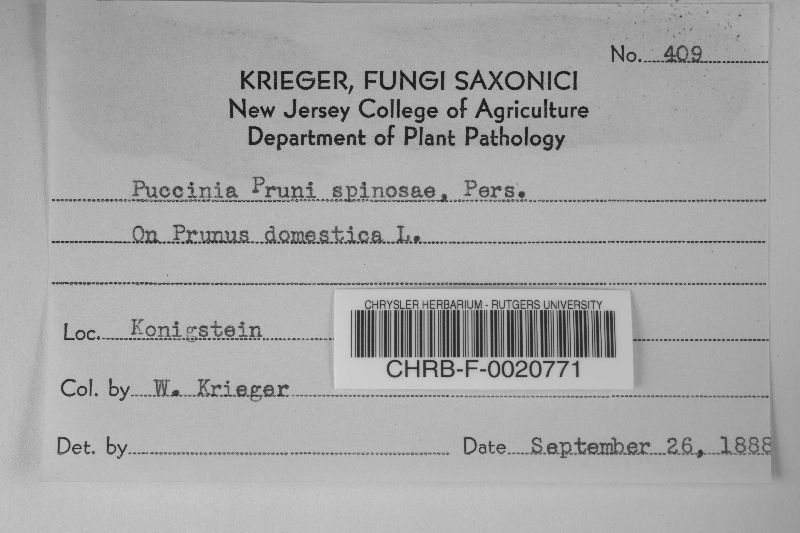 No. 409
KRIEGER, FUNGI SAXONICI
New Jersey College of Agriculture
Department of Plant Pathology
Puccinia Pruni spinosae, Pers.
On Prunus domestica L.
CHRYSLER HERBARIUM - RUTGERS UNIVERSITY
CHRB-F-0020771
Loc. Konigstein
Col. by W. Krieger
Det. by
Date September 26, 1888